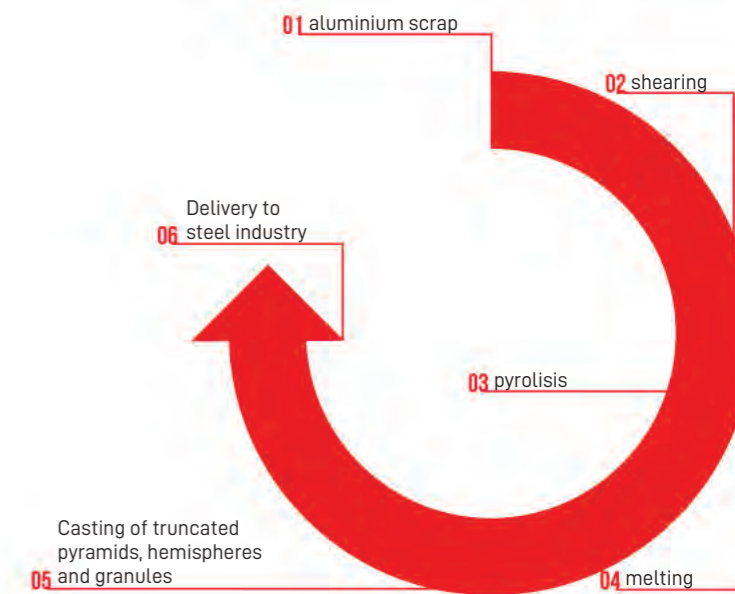 01 aluminium scrap
02 shearing
03 pyrolisis
04 melting
Casting of truncated
pyramids, hemispheres
05 and granules
Delivery to
06 steel industry